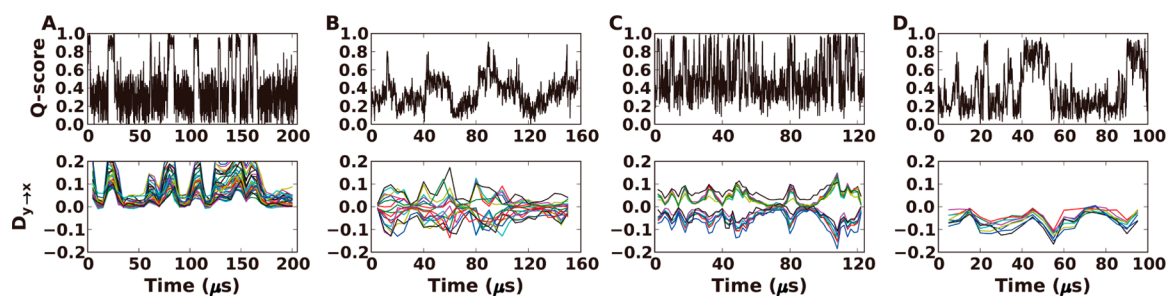 A B C D
Q-score
1.0 1.0 1.0 1.0
0.8 0.8 0.8 0.8
0.6 0.6 0.6 0.6
0.4 0.4 0.4 0.4
0.2 0.2 0.2 0.2
0.0 0.0 0.0 0.0
0 50 100 150 200 0 40 80 120 160 0 40 80 120 0 20 40 60 80 100
D y→x
0.2 0.2 0.2 0.2
0.1 0.1 0.1 0.1
0.0 0.0 0.0 0.0
−0.1 −0.1 −0.1 −0.1
−0.2 −0.2 −0.2 −0.2
0 50 100 150 200 0 40 80 120 160 0 40 80 120 0 20 40 60 80 100
Time (μs) Time (μs) Time (μs) Time (μs)